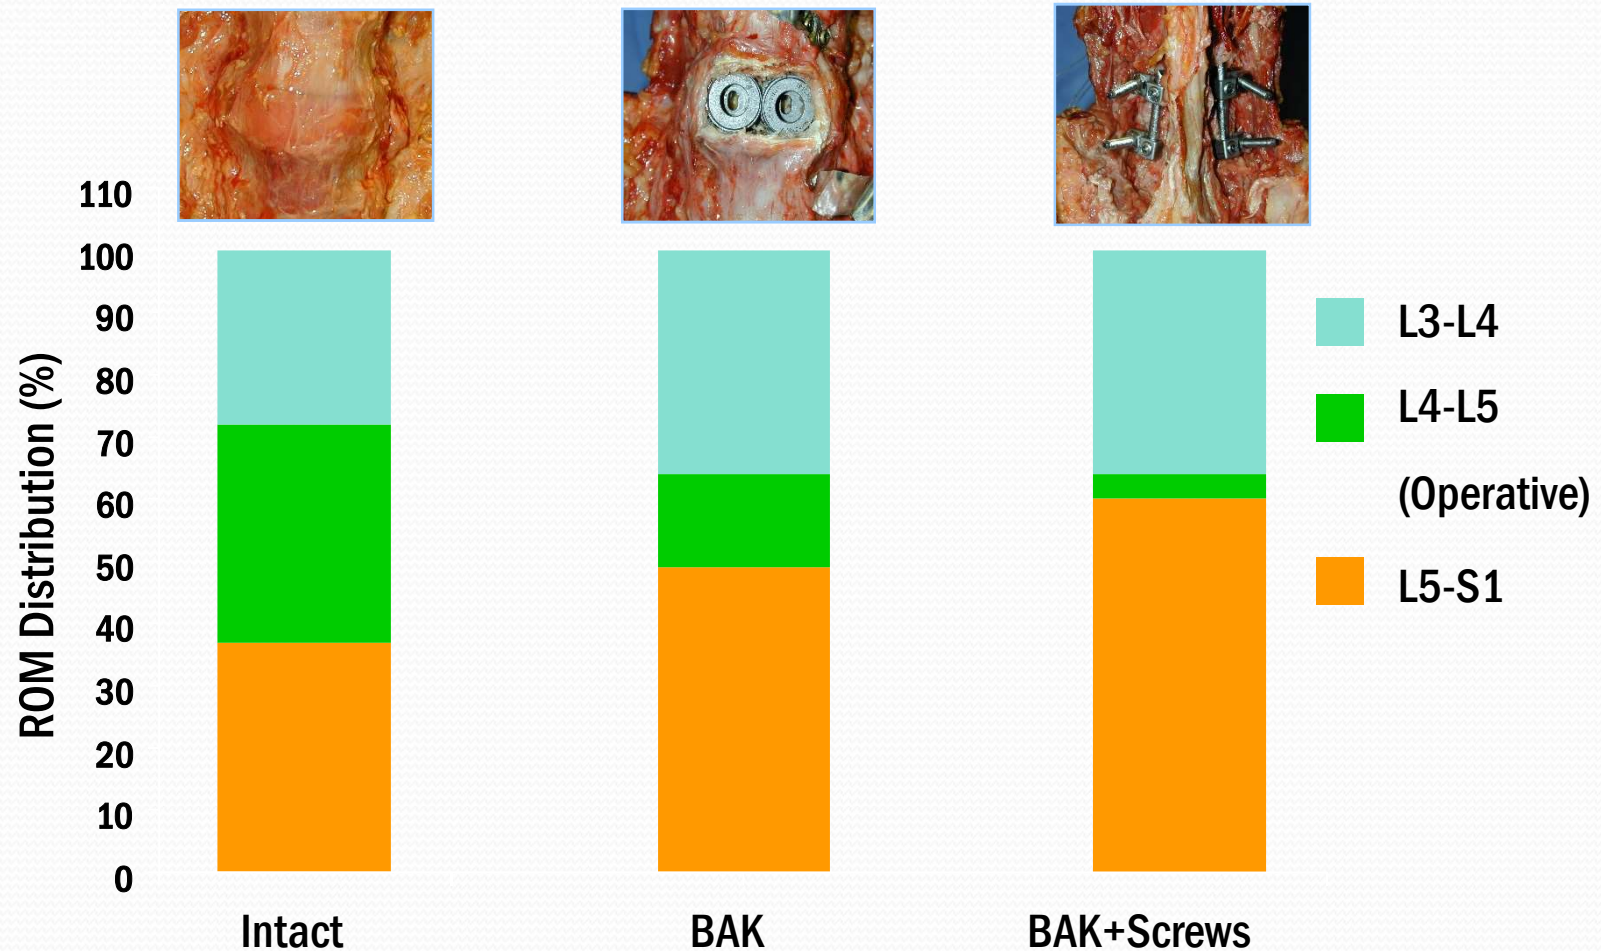 110
100
90
80
70
60
50
40
30
20
10
0
ROM Distribution (%)
Intact
BAK
BAK+Screws
L3-L4
L4-L5
(Operative)
L5-S1